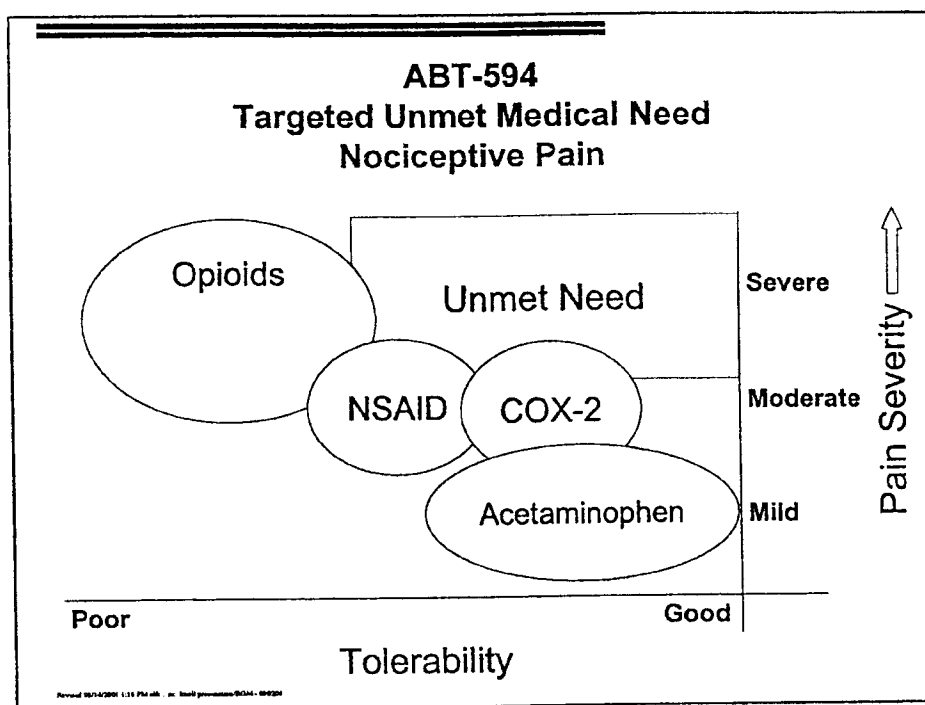 ABT-594
Targeted Unmet Medical Need
Nociceptive Pain
Opioids
Unmet Need
Severe
NSAID
COX-2
Moderate
Acetaminophen
Mild
Pain Severity
Poor
Good
Tolerability